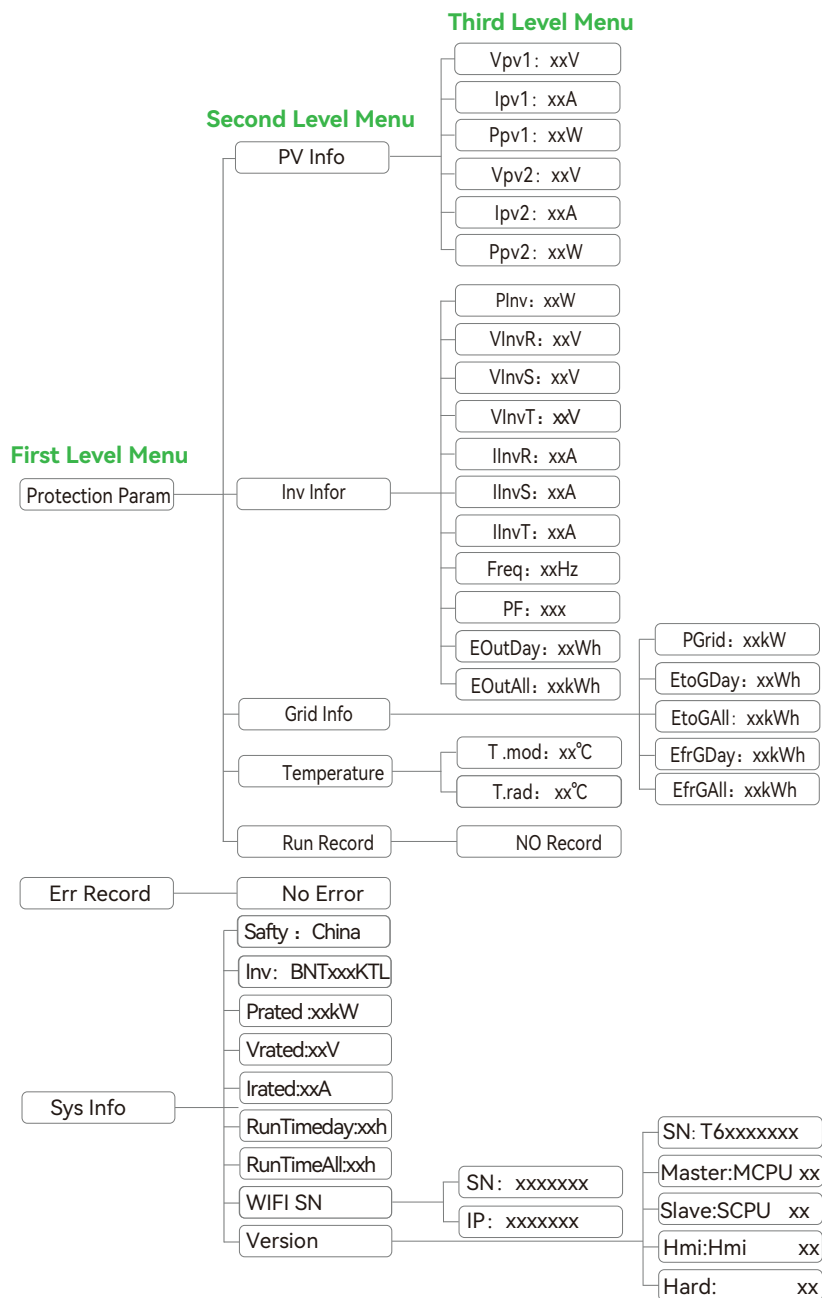 Third Level Menu
Vpv1: xxV
Ipv1: xxA
Second Level Menu
Ppv1: xxW
PV Info
Vpv2: xxV
Ipv2: xxA
Ppv2: xxW
PInv: xxW
VInvR: xxV
VInvS: xxV
VInvT: xxV
First Level Menu
IInvR: xxA
Protection Param
Inv Infor
IInvS: xxA
IInvT: xxA
Freq: xxHz
PF: xxx
EOutDay: xxWh
EOutAll: xxkWh
PGrid: xxkW
EtoGDay: xxWh
Grid Info
EtoGAll: xxkWh
EfrGDay: xxkWh
EfrGAll: xxkWh
Temperature
T .mod: xx℃
T.rad: xx℃
Run Record
NO Record
Err Record
No Error
Safty : China
Inv: BNTxxxKTL
Prated :xxkW
Vrated:xxV
Irated:xxA
Sys Info
RunTimeday:xxh
RunTimeAll:xxh
WIFI SN
SN: xxxxxxx
IP: xxxxxxx
Version
SN: T6xxxxxxx
Master:MCPU xx
Slave:SCPU xx
Hmi:Hmi xx
Hard: xx